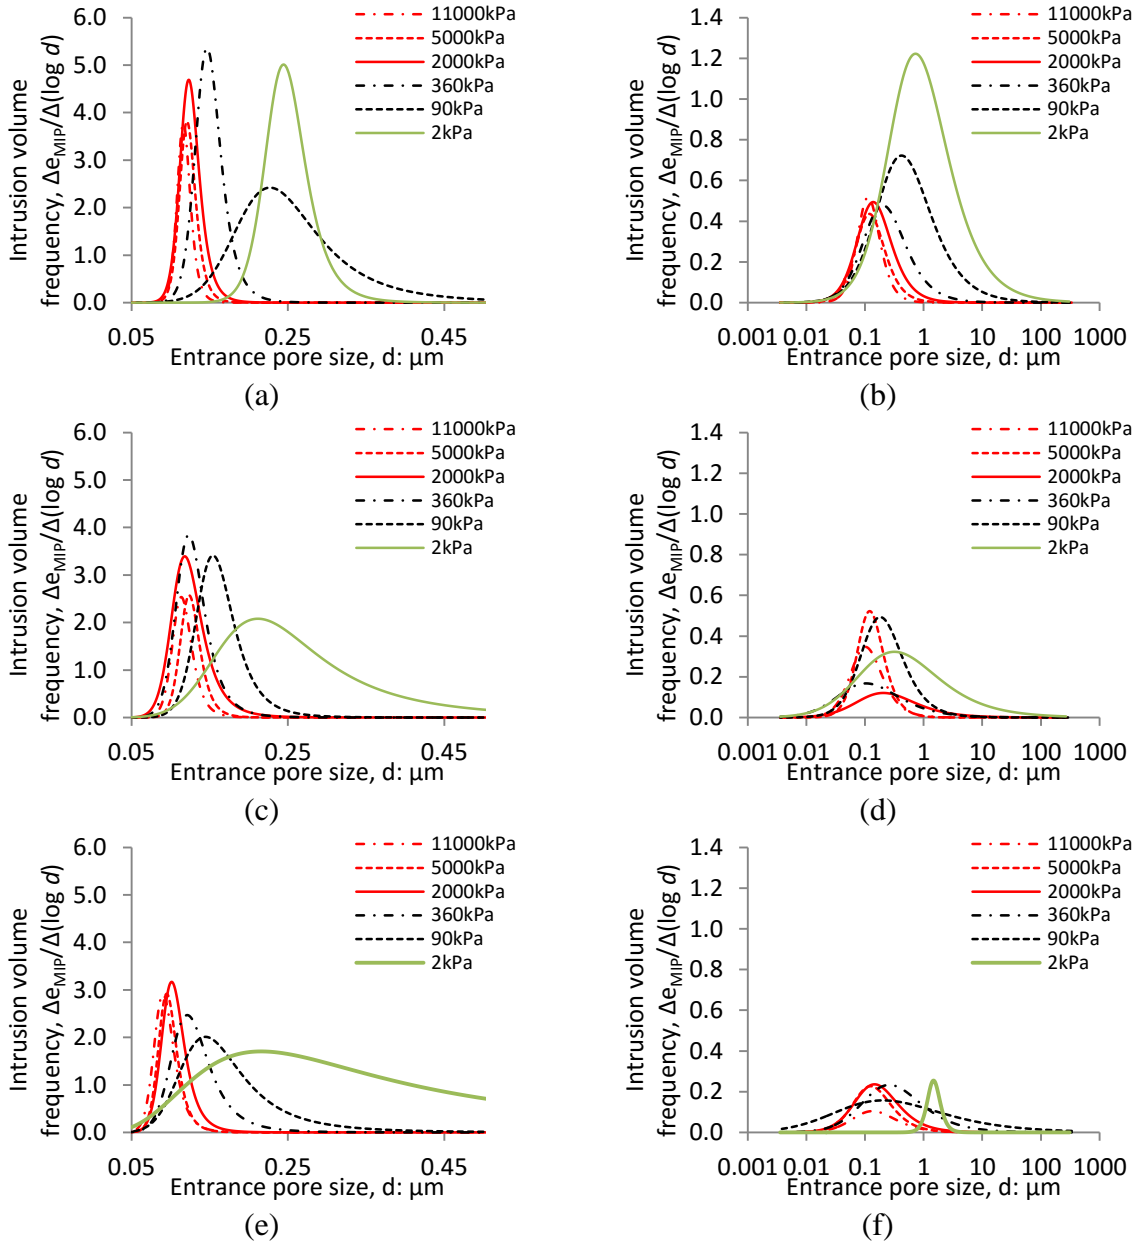 Intrusion volume
frequency, ΔeMIP/Δ(log d)
6.0
5.0
4.0
3.0
2.0
1.0
0.0
0.05
0.25
0.45
Entrance pore size, d: µm
11000kPa
5000kPa
2000kPa
360kPa
90kPa
2kPa
(a)
Intrusion volume
frequency, ΔeMIP/Δ(log d)
1.4
1.2
1.0
0.8
0.6
0.4
0.2
0.0
0.001
0.1
1
10
100
1000
Entrance pore size, d: µm
11000kPa
5000kPa
2000kPa
360kPa
90kPa
2kPa
(b)
Intrusion volume
frequency, ΔeMIP/Δ(log d)
6.0
5.0
4.0
3.0
2.0
1.0
0.0
0.05
0.25
0.45
Entrance pore size, d: µm
11000kPa
5000kPa
2000kPa
360kPa
90kPa
2kPa
(c)
Intrusion volume
frequency, ΔeMIP/Δ(log d)
1.4
1.2
1.0
0.8
0.6
0.4
0.2
0.0
0.001
0.1
1
10
100
1000
Entrance pore size, d: µm
11000kPa
5000kPa
2000kPa
360kPa
90kPa
2kPa
(d)
Intrusion volume
frequency, ΔeMIP/Δ(log d)
6.0
5.0
4.0
3.0
2.0
1.0
0.0
0.05
0.25
0.45
Entrance pore size, d: µm
11000kPa
5000kPa
2000kPa
360kPa
90kPa
2kPa
(e)
Intrusion volume
frequency, ΔeMIP/Δ(log d)
1.4
1.2
1.0
0.8
0.6
0.4
0.2
0.0
0.001
0.1
1
10
100
1000
Entrance pore size, d: µm
11000kPa
5000kPa
2000kPa
360kPa
90kPa
2kPa
(f)